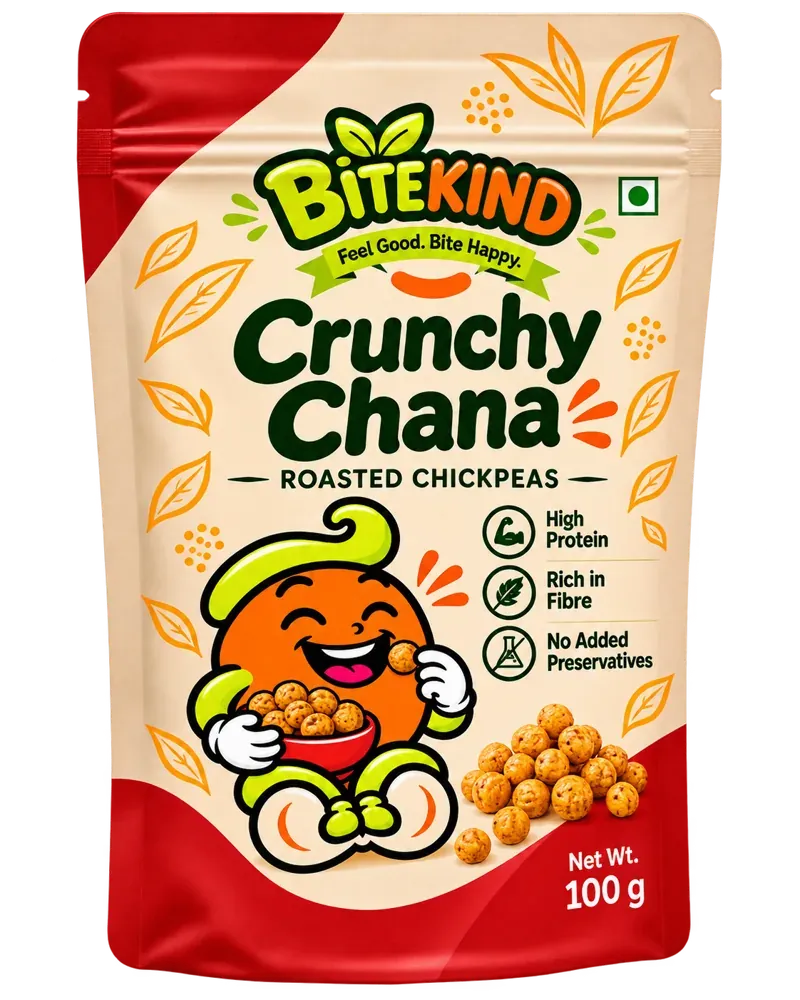 BiTEKIND
Feel Good. Bite Happy.
Crunchy
Chana
ROASTED CHICKPEAS
High
Protein
Rich in
Fibre
No Added
Preservatives
Net Wt.
100 g